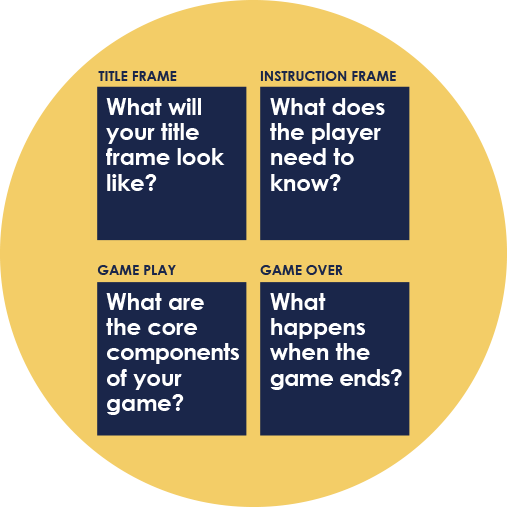 TITLE FRAME
What will
your title
frame look
like?
INSTRUCTION FRAME
What does
the player
need to
know?
GAME PLAY
What are
the core
components
of your
game?
GAME OVER
What
happens
when the
game ends?